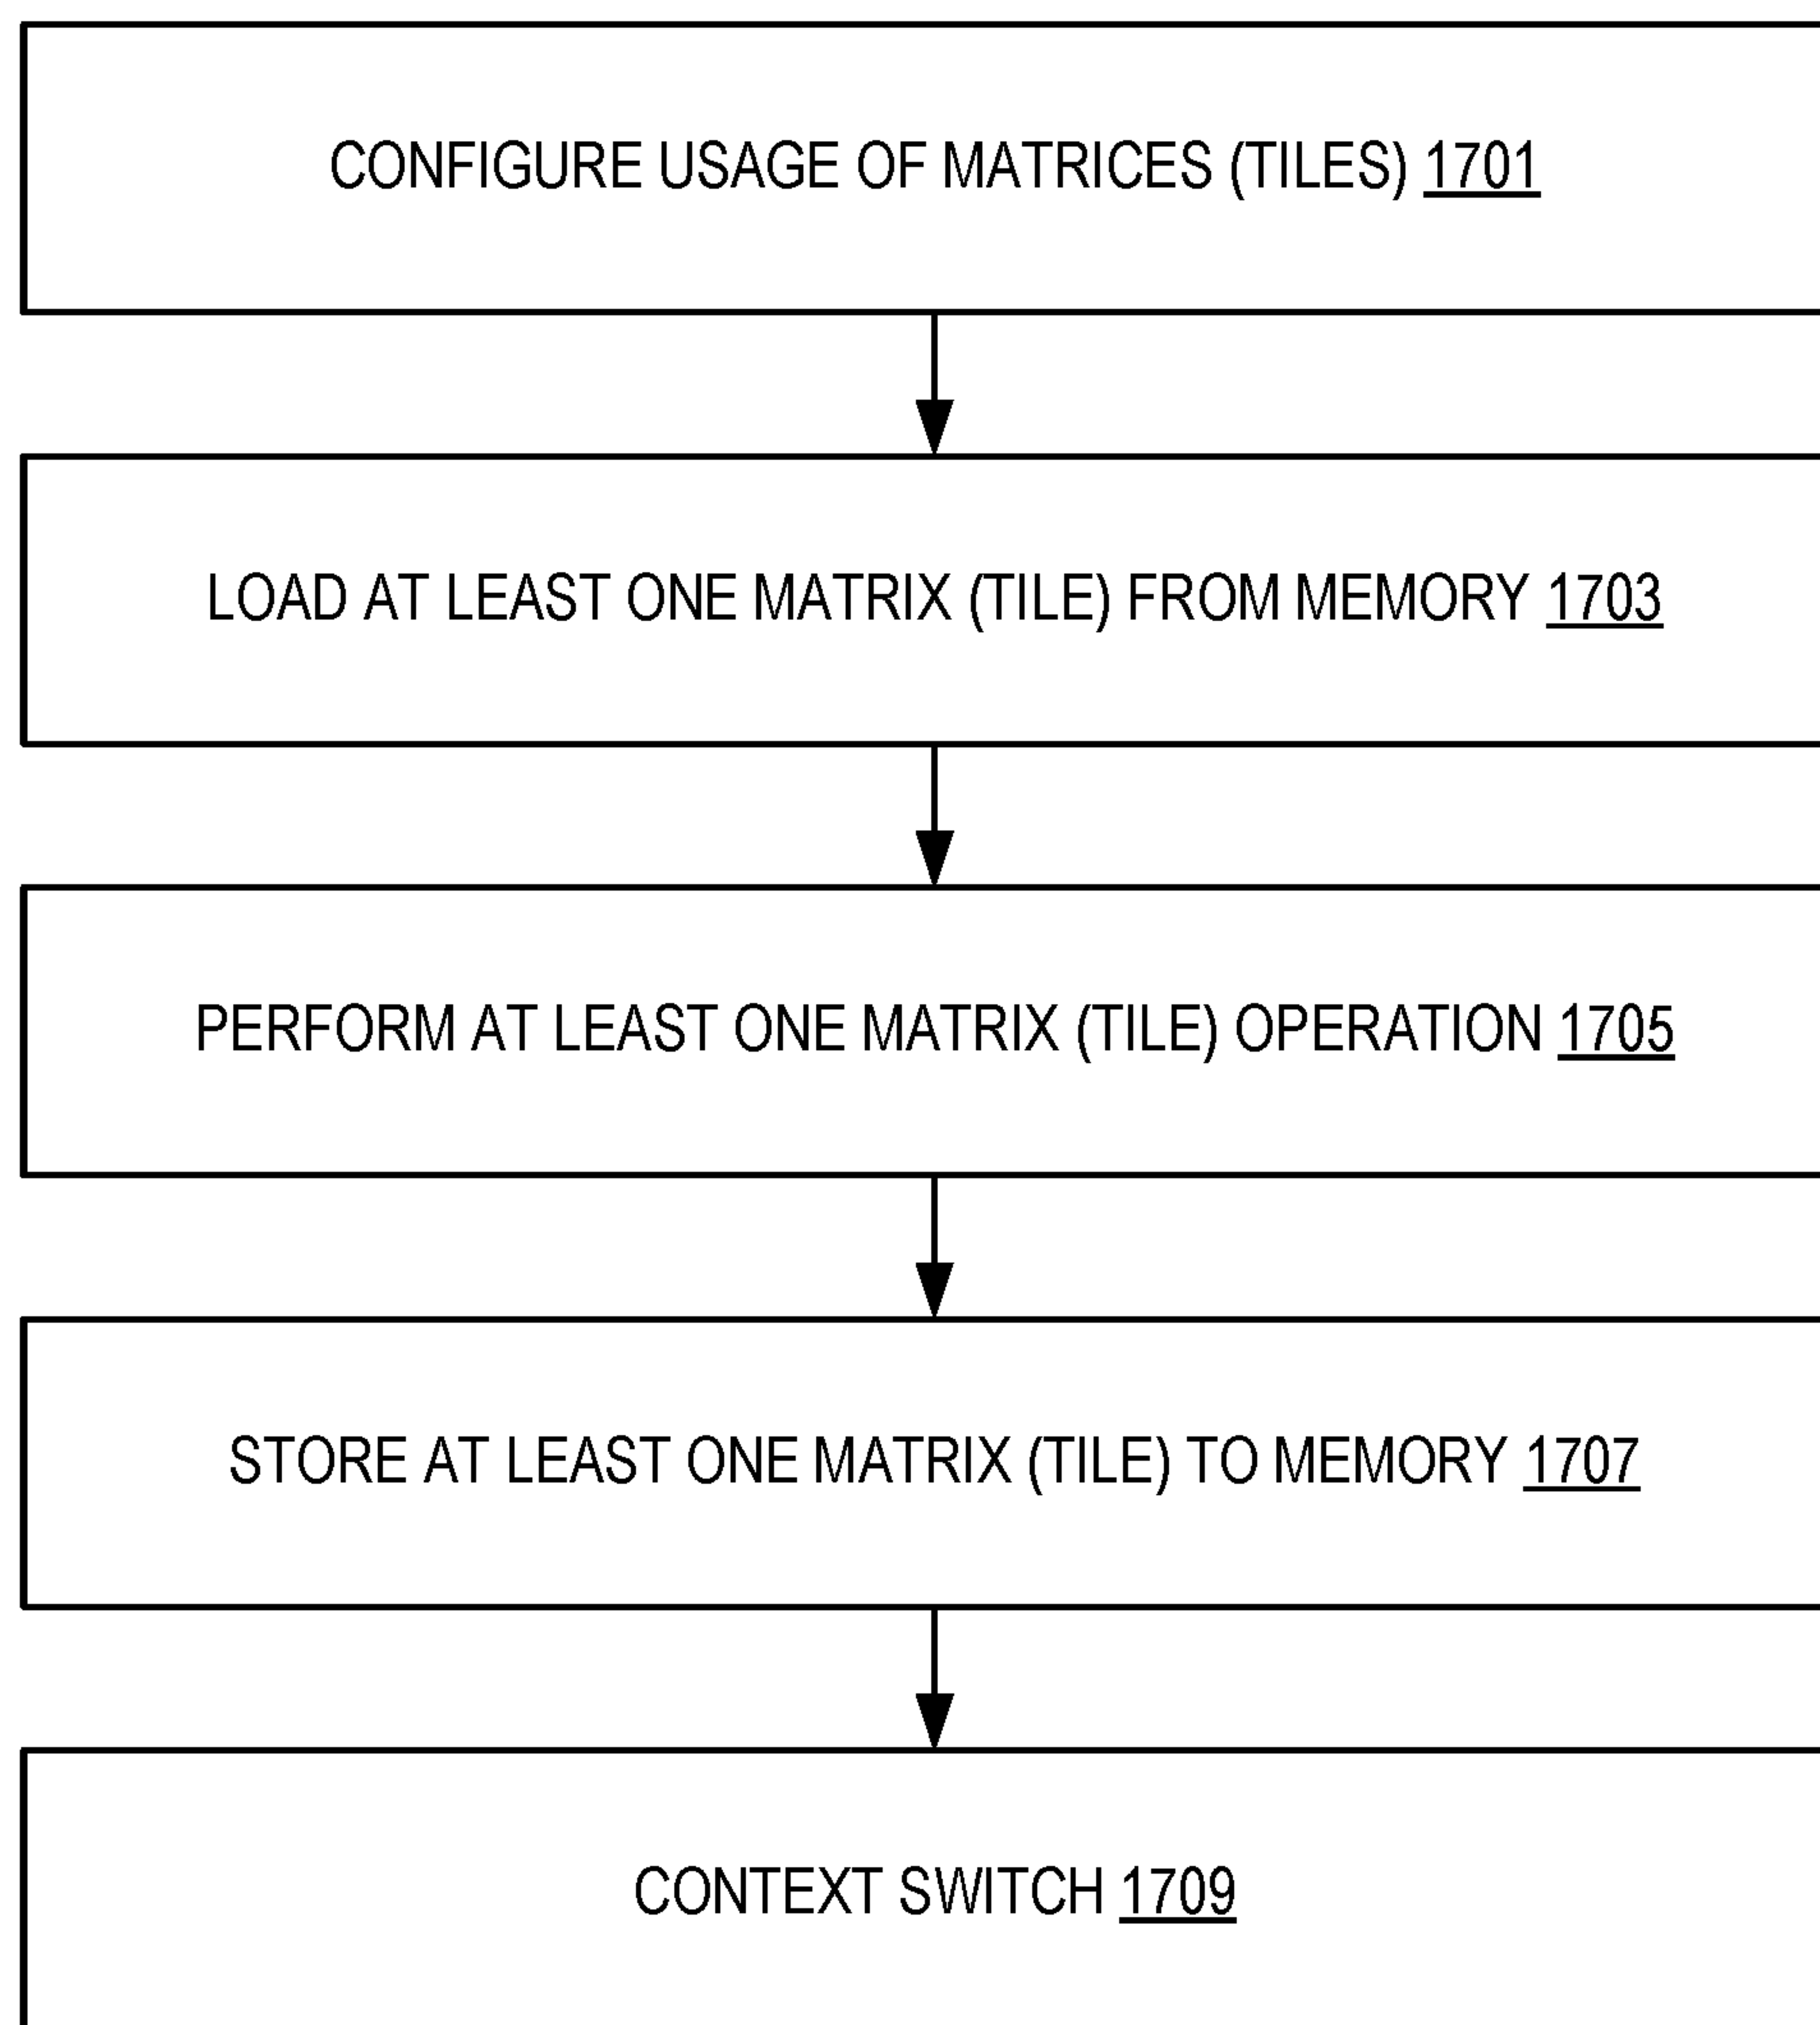 CONFIGURE USAGE OF MATRICES (TILES) 1701
LOAD AT LEAST ONE MATRIX (TILE) FROM MEMORY 1703
PERFORM AT LEAST ONE MATRIX (TILE) OPERATION 1705
STORE AT LEAST ONE MATRIX (TILE) TO MEMORY 1707
CONTEXT SWITCH 1709